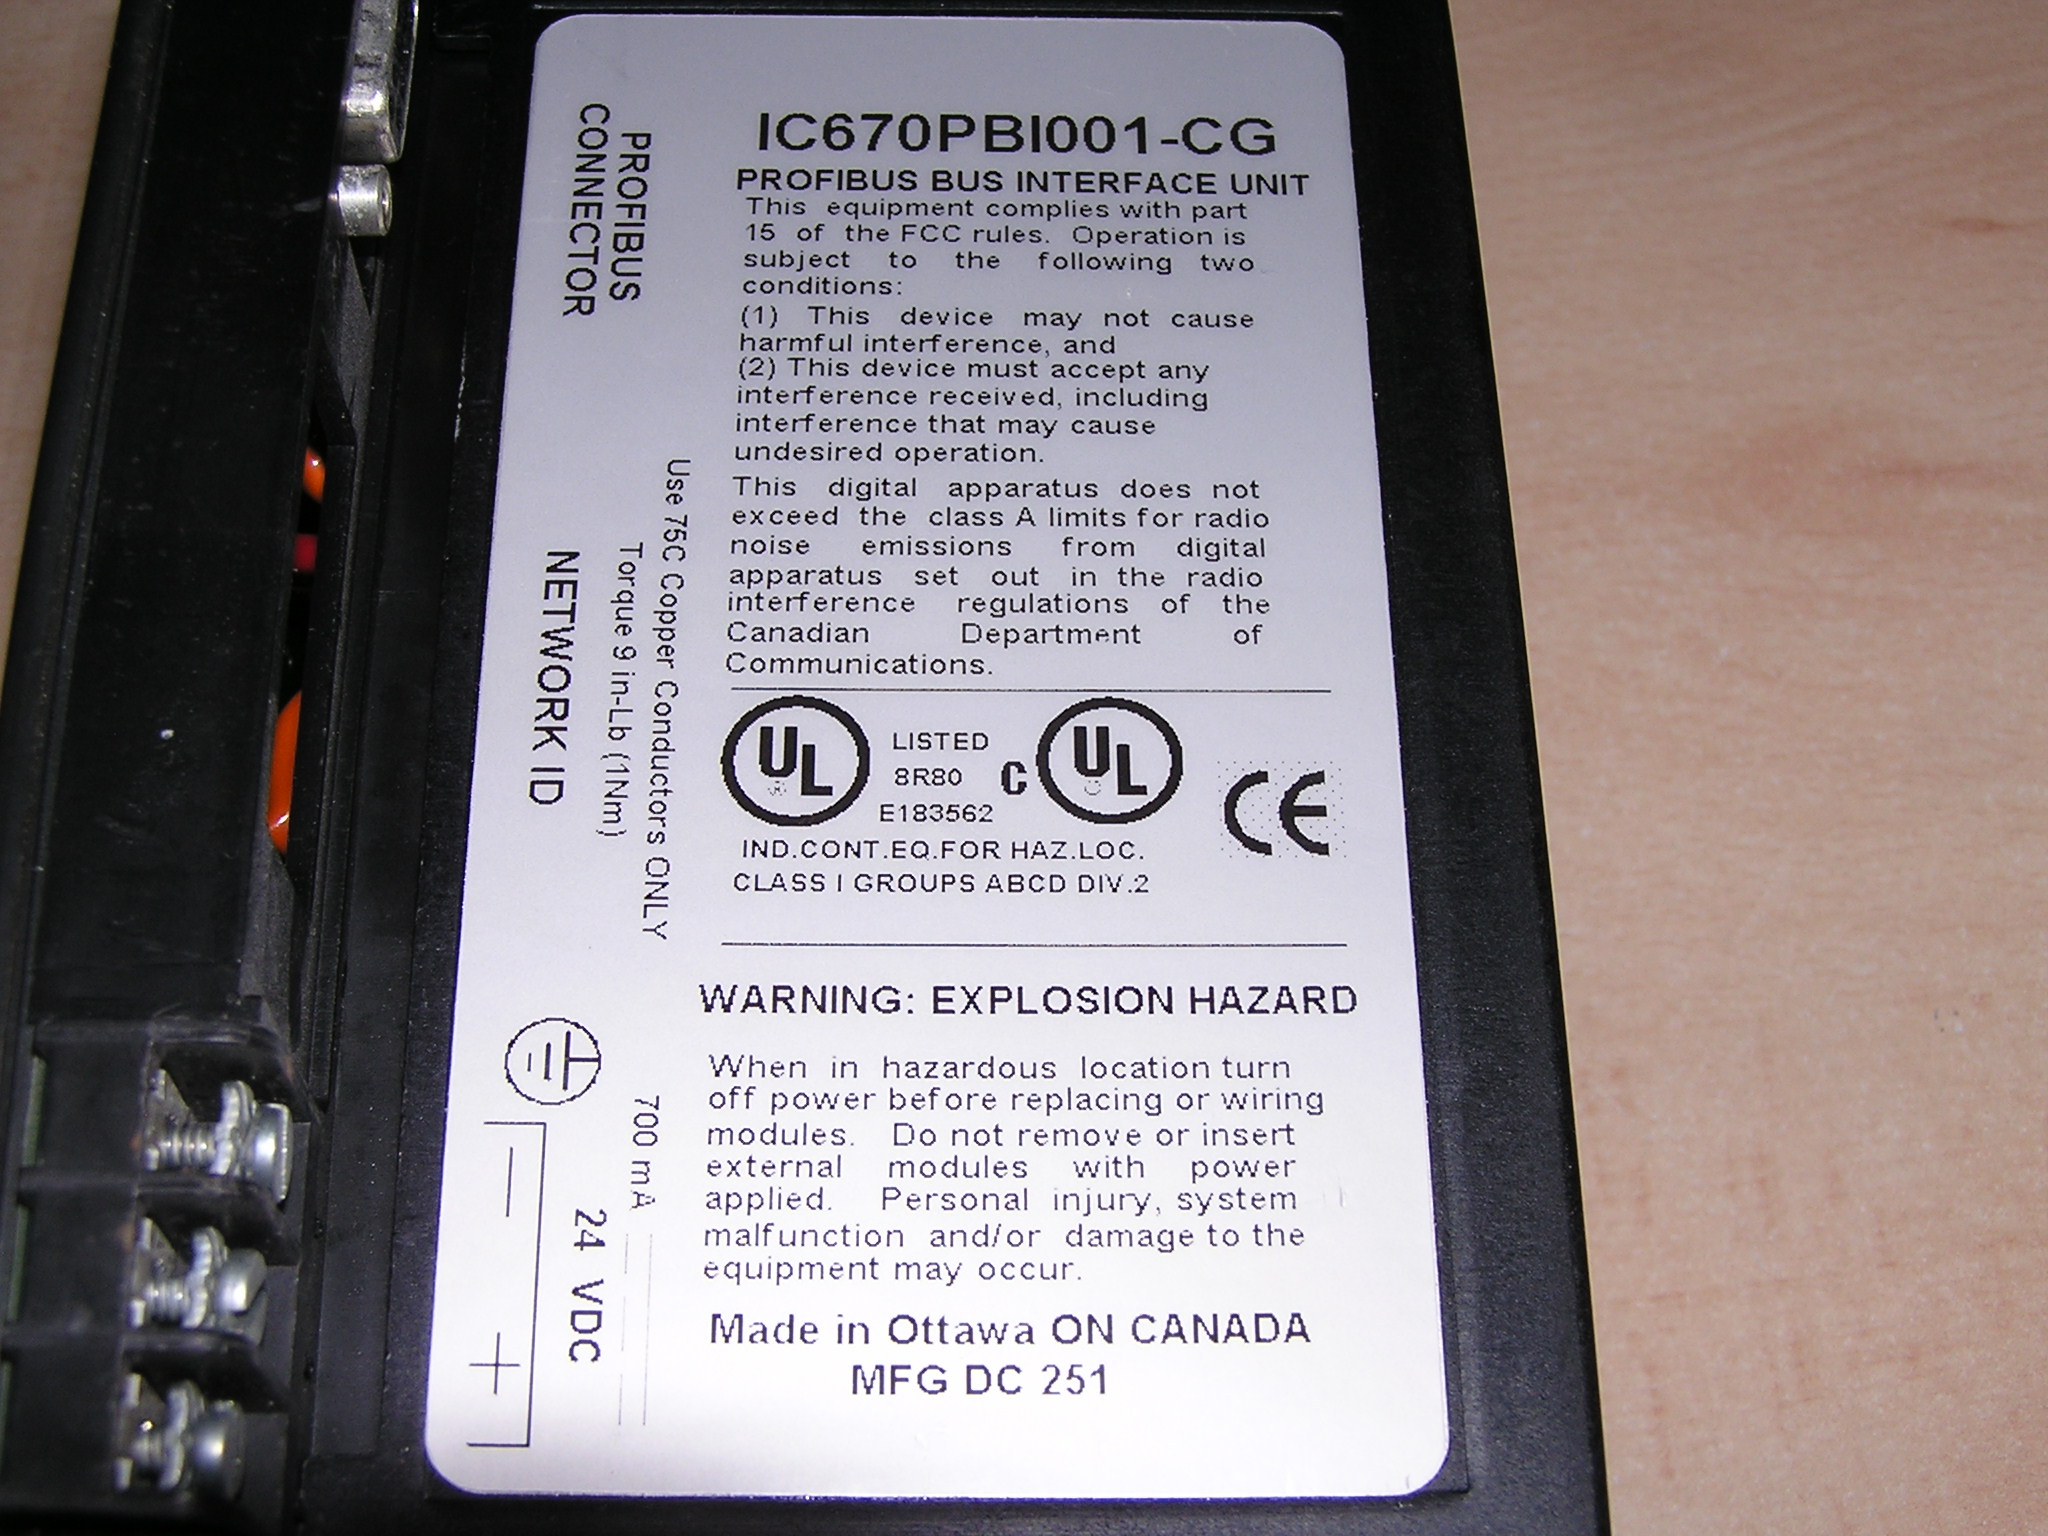 IC670PBI001-CG
PROFIBUS BUS INTERFACE UNIT
This equipment complies with part
15 of the FCC rules. Operation is
subject to the following two
conditions:
(1) This device may not cause
harmful interference, and
(2) This device must accept any
interference received, including
interference that may cause
undesired operation.
This digital apparatus does not
exceed the class A limits for radio
noise emissions from digital
apparatus set out in the radio
interference regulations of the
Canadian Department of
Communications.
UL
LISTED
8R80
E183562
C UL
CE
IND.CONT.EQ.FOR HAZ.LOC.
CLASS I GROUPS ABCD DIV.2
WARNING: EXPLOSION HAZARD
When in hazardous location turn
off power before replacing or wiring
modules. Do not remove or insert
external modules with power
applied. Personal injury, system
malfunction and/or damage to the
equipment may occur.
Made in Ottawa ON CANADA
MFG DC 251
PROFIBUS
CONNECTOR
Use 75C Copper Conductors ONLY
Torque 9 in-Lb (1Nm)
NETWORK ID
700 mA
24 VDC
− +